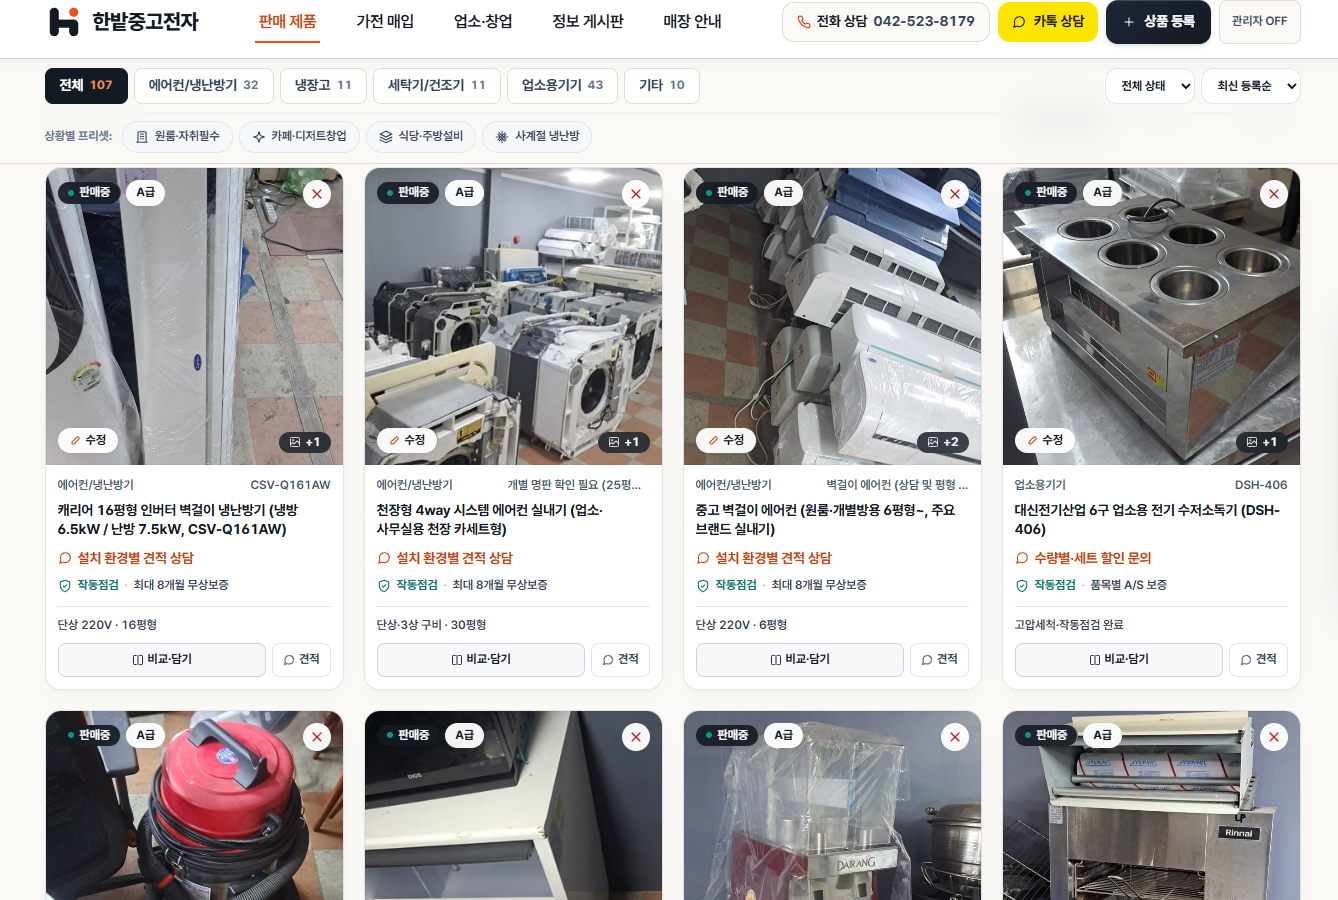 한밭중고전자
판매 제품
가전 매입
업소·창업
정보 게시판
매장 안내
전화 상담 042-523-8179
카톡 상담
+ 상품 등록
관리자 OFF
전체 107
에어컨/냉난방기 32
냉장고 11
세탁기/건조기 11
업소용기기 43
기타 10
전체 상태
최신 등록순
상황별 프리셋:
원룸·자취필수
카페·디저트창업
식당·주방설비
사계절 냉난방
판매중 A급
수정 +1
에어컨/냉난방기 CSV-Q161AW
캐리어 16평형 인버터 벽걸이 냉난방기 (냉방
6.5kW / 난방 7.5kW, CSV-Q161AW)
설치 환경별 견적 상담
작동점검 · 최대 8개월 무상보증
단상 220V · 16평형
비교·담기 견적
판매중 A급
수정 +1
에어컨/냉난방기 개별 명판 확인 필요 (25평...
천장형 4way 시스템 에어컨 실내기 (업소·
사무실용 천장 카세트형)
설치 환경별 견적 상담
작동점검 · 최대 8개월 무상보증
단상·3상 구비 · 30평형
비교·담기 견적
판매중 A급
수정 +2
에어컨/냉난방기 벽걸이 에어컨 (상담 및 평형 ...
중고 벽걸이 에어컨 (원룸·개별방용 6평형~, 주요
브랜드 실내기)
설치 환경별 견적 상담
작동점검 · 최대 8개월 무상보증
단상 220V · 6평형
비교·담기 견적
판매중 A급
수정 +1
업소용기기 DSH-406
대신전기산업 6구 업소용 전기 수저소독기 (DSH-
406)
수량별·세트 할인 문의
작동점검 · 품목별 A/S 보증
고압세척·작동점검 완료
비교·담기 견적
판매중 A급
판매중 A급
DIOS
판매중 A급
DAIRANG
판매중 A급
LP
Rinnai